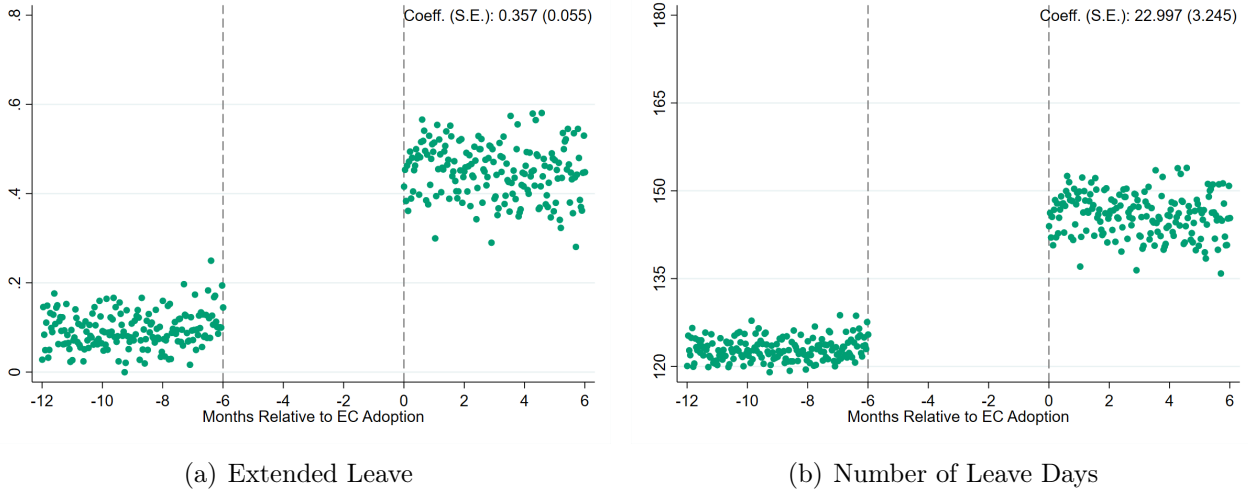 Coeff. (S.E.): 0.357 (0.055)
.8
.6
.4
.2
0
-12 -10 -8 -6 -4 -2 0 2 4 6
Months Relative to EC Adoption
(a) Extended Leave
Coeff. (S.E.): 22.997 (3.245)
180
165
150
135
120
-12 -10 -8 -6 -4 -2 0 2 4 6
Months Relative to EC Adoption
(b) Number of Leave Days